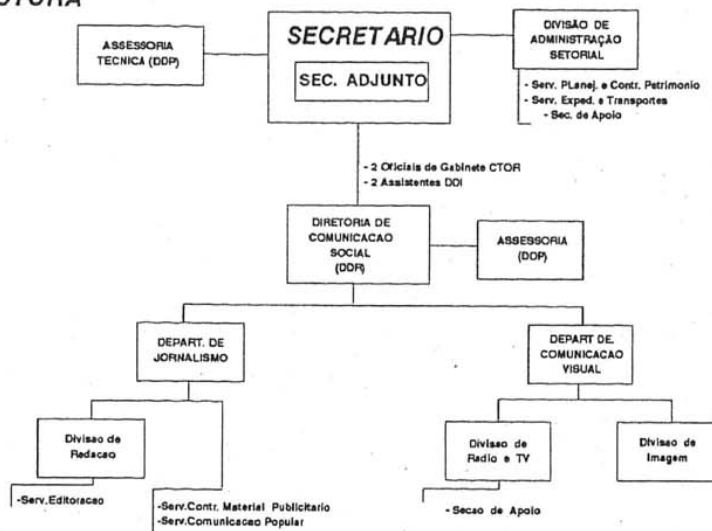 SECRETARIO
SEC. ADJUNTO
ASSESSORIA
TECNICA (DDP)
DIVISÃO DE
ADMINISTRAÇÃO
SETORIAL
- Serv. PLanej. e Contr. Patrimonio
- Serv. Exped. e Transportes
- Sec. de Apoio
- 2 Oficiais de Gabinete CTOR
- 2 Assistentes DDI
DIRETORIA DE
COMUNICACAO
SOCIAL
(DDR)
ASSESSORIA
(DDP)
DEPART. DE
JORNALISMO
DEPART DE.
COMUNICACAO
VISUAL
Divisao de
Redacao
-Serv.Editoracao
-Serv.Contr. Material Publicitario
-Serv.Comunicacao Popular
Divisao de
Radio e TV
-Secao de Apoio
Divisao de
Imagem